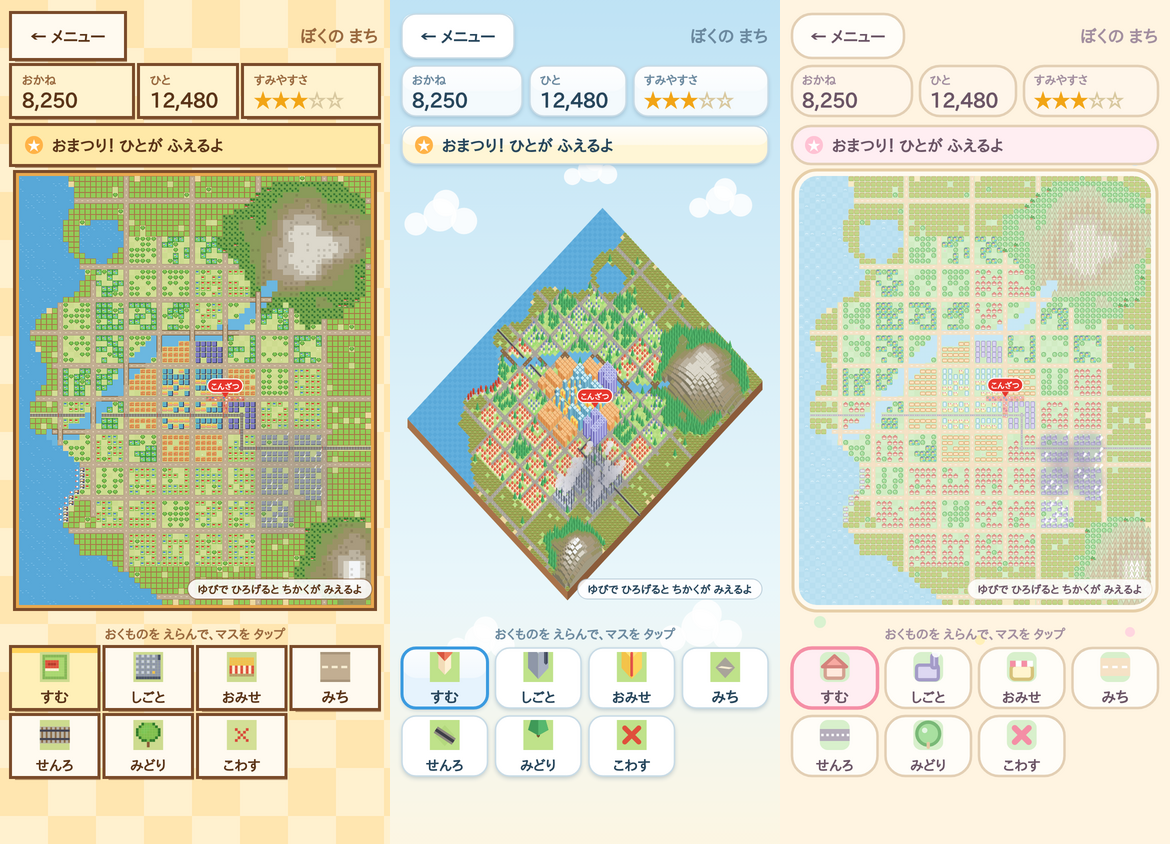 ← メニュー
ぼくの まち
おかね
8,250
ひと
12,480
すみやすさ
★★★☆☆
おまつり! ひとが ふえるよ
こんざつ
ゆびで ひろげると ちかくが みえるよ
おくものを えらんで、マスを タップ
すむ
しごと
おみせ
みち
せんろ
みどり
こわす
← メニュー
ぼくの まち
おかね
8,250
ひと
12,480
すみやすさ
★★★☆☆
おまつり! ひとが ふえるよ
こんざつ
ゆびで ひろげると ちかくが みえるよ
おくものを えらんで、マスを タップ
すむ
しごと
おみせ
みち
せんろ
みどり
こわす
← メニュー
ぼくの まち
おかね
8,250
ひと
12,480
すみやすさ
★★★☆☆
おまつり! ひとが ふえるよ
こんざつ
ゆびで ひろげると ちかくが みえるよ
おくものを えらんで、マスを タップ
すむ
しごと
おみせ
みち
せんろ
みどり
こわす